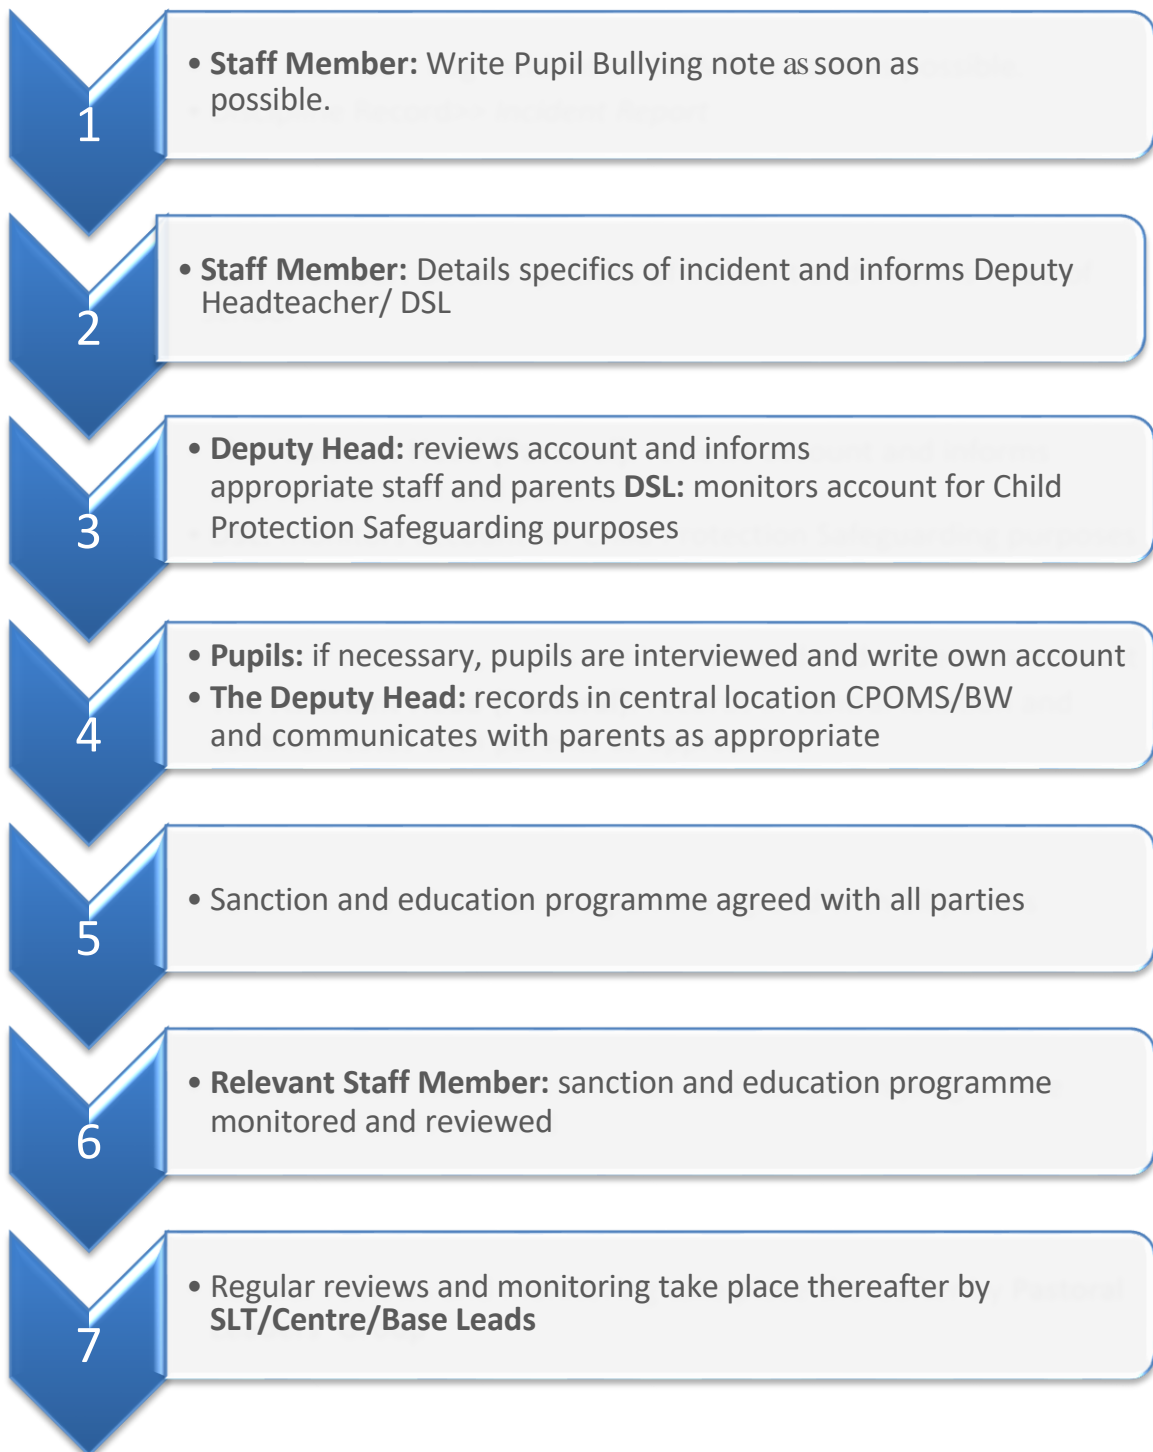 1
• Staff Member: Write Pupil Bullying note as soon as
possible.
2
• Staff Member: Details specifics of incident and informs Deputy
Headteacher/ DSL
3
• Deputy Head: reviews account and informs
appropriate staff and parents DSL: monitors account for Child
Protection Safeguarding purposes
4
• Pupils: if necessary, pupils are interviewed and write own account
• The Deputy Head: records in central location CPOMS/BW
and communicates with parents as appropriate
5
• Sanction and education programme agreed with all parties
6
• Relevant Staff Member: sanction and education programme
monitored and reviewed
7
• Regular reviews and monitoring take place thereafter by
SLT/Centre/Base Leads